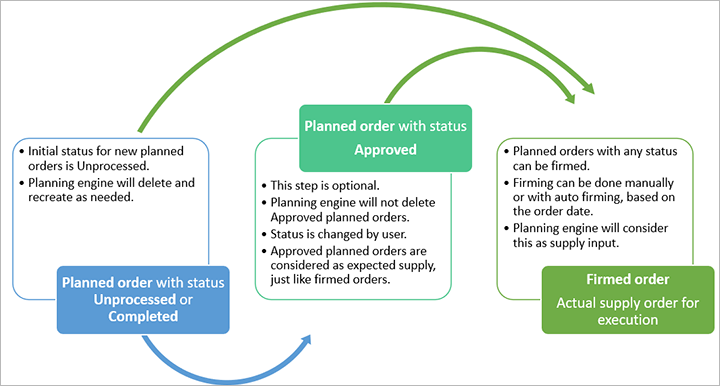 • Initial status for new planned
orders is Unprocessed.
• Planning engine will delete and
recreate as needed.
Planned order with status
Unprocessed or
Completed
Planned order with status
Approved
• This step is optional.
• Planning engine will not delete
Approved planned orders.
• Status is changed by user.
• Approved planned orders are
considered as expected supply,
just like firmed orders.
• Planned orders with any status
can be firmed.
• Firming can be done manually
or with auto firming, based on
the order date.
• Planning engine will consider
this as supply input.
Firmed order
Actual supply order for
execution